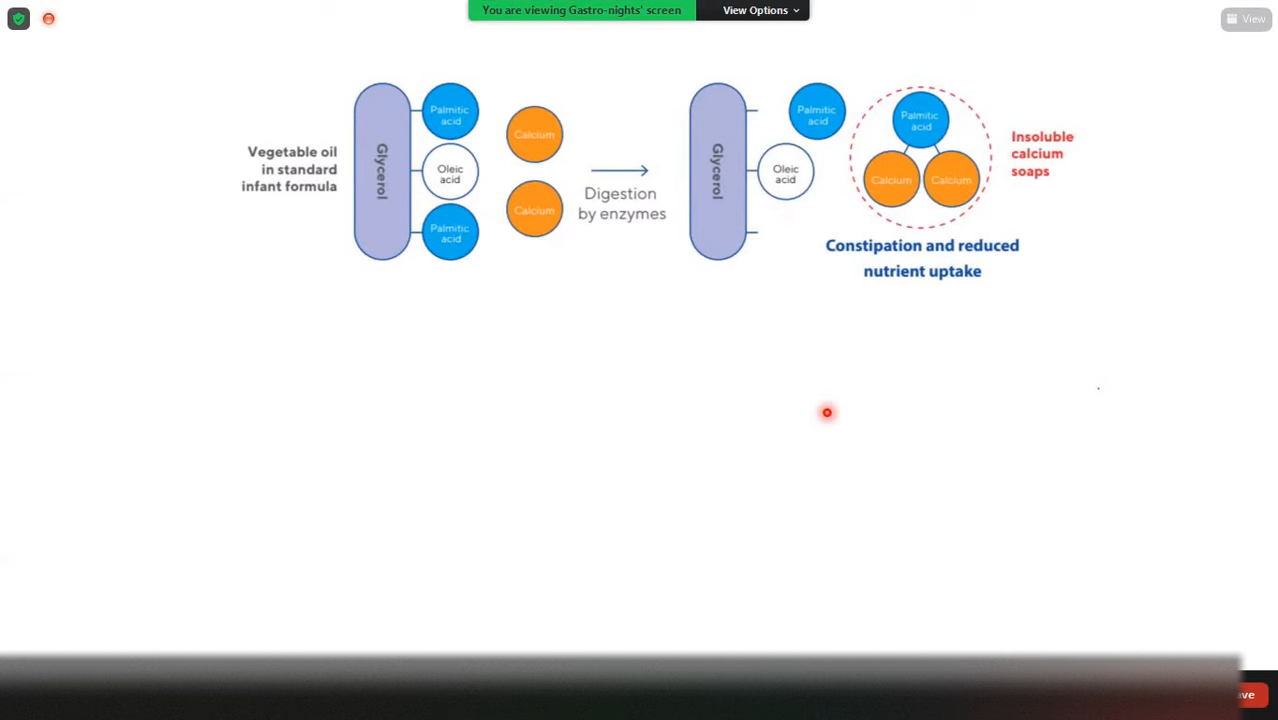 You are viewing Gastro-nights' screen
View Options
View
Vegetable oil
in standard
infant formula
Glycerol
Palmitic
acid
Oleic
acid
Palmitic
acid
Calcium
Calcium
Digestion
by enzymes
Glycerol
Palmitic
acid
Oleic
acid
Palmitic
acid
Calcium
Calcium
Insoluble
calcium
soaps
Constipation and reduced
nutrient uptake
ave